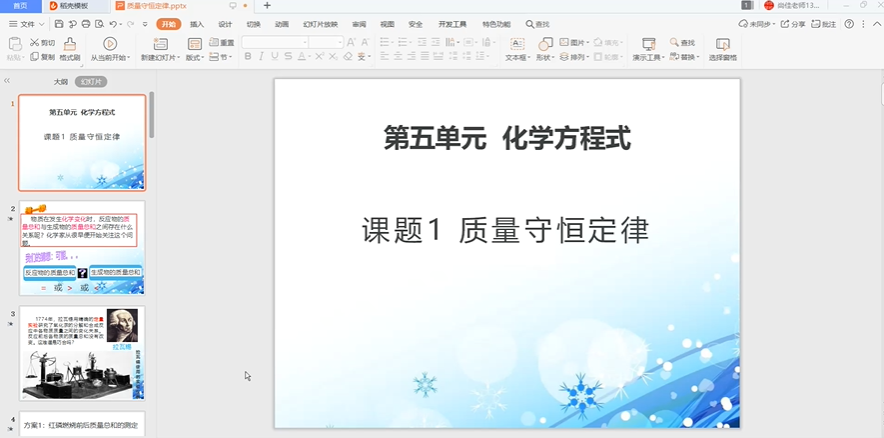 首页
稻壳模板
质量守恒定律.pptx
+
1
尚佳老师13...
文件
开始 插入 设计 切换 动画 幻灯片放映 审阅 视图 安全 开发工具 特色功能 查找
未同步 分享 批注
粘贴 剪切 复制 格式刷
从当前开始 新建幻灯片 版式 重置 节
文本框 形状 图片 排列 填充 轮廓
演示工具 查找 替换 选择窗格
大纲 幻灯片
1
第五单元 化学方程式
课题1 质量守恒定律
2
物质在发生化学变化时,反应物的质
量总和与生成物的质量总和之间存在什么
关系呢?化学家从很早便开始关注这个问
题。
反应物的质量总和 ? 生成物的质量总和
= 或 > 或 <
3
1774年,拉瓦锡用精确的定量
实验研究了氧化汞的分解和合成反
应中各物质质量之间的变化关系。
拉瓦锡
4
方案1:红磷燃烧前后质量总和的测定
第五单元 化学方程式
课题1 质量守恒定律